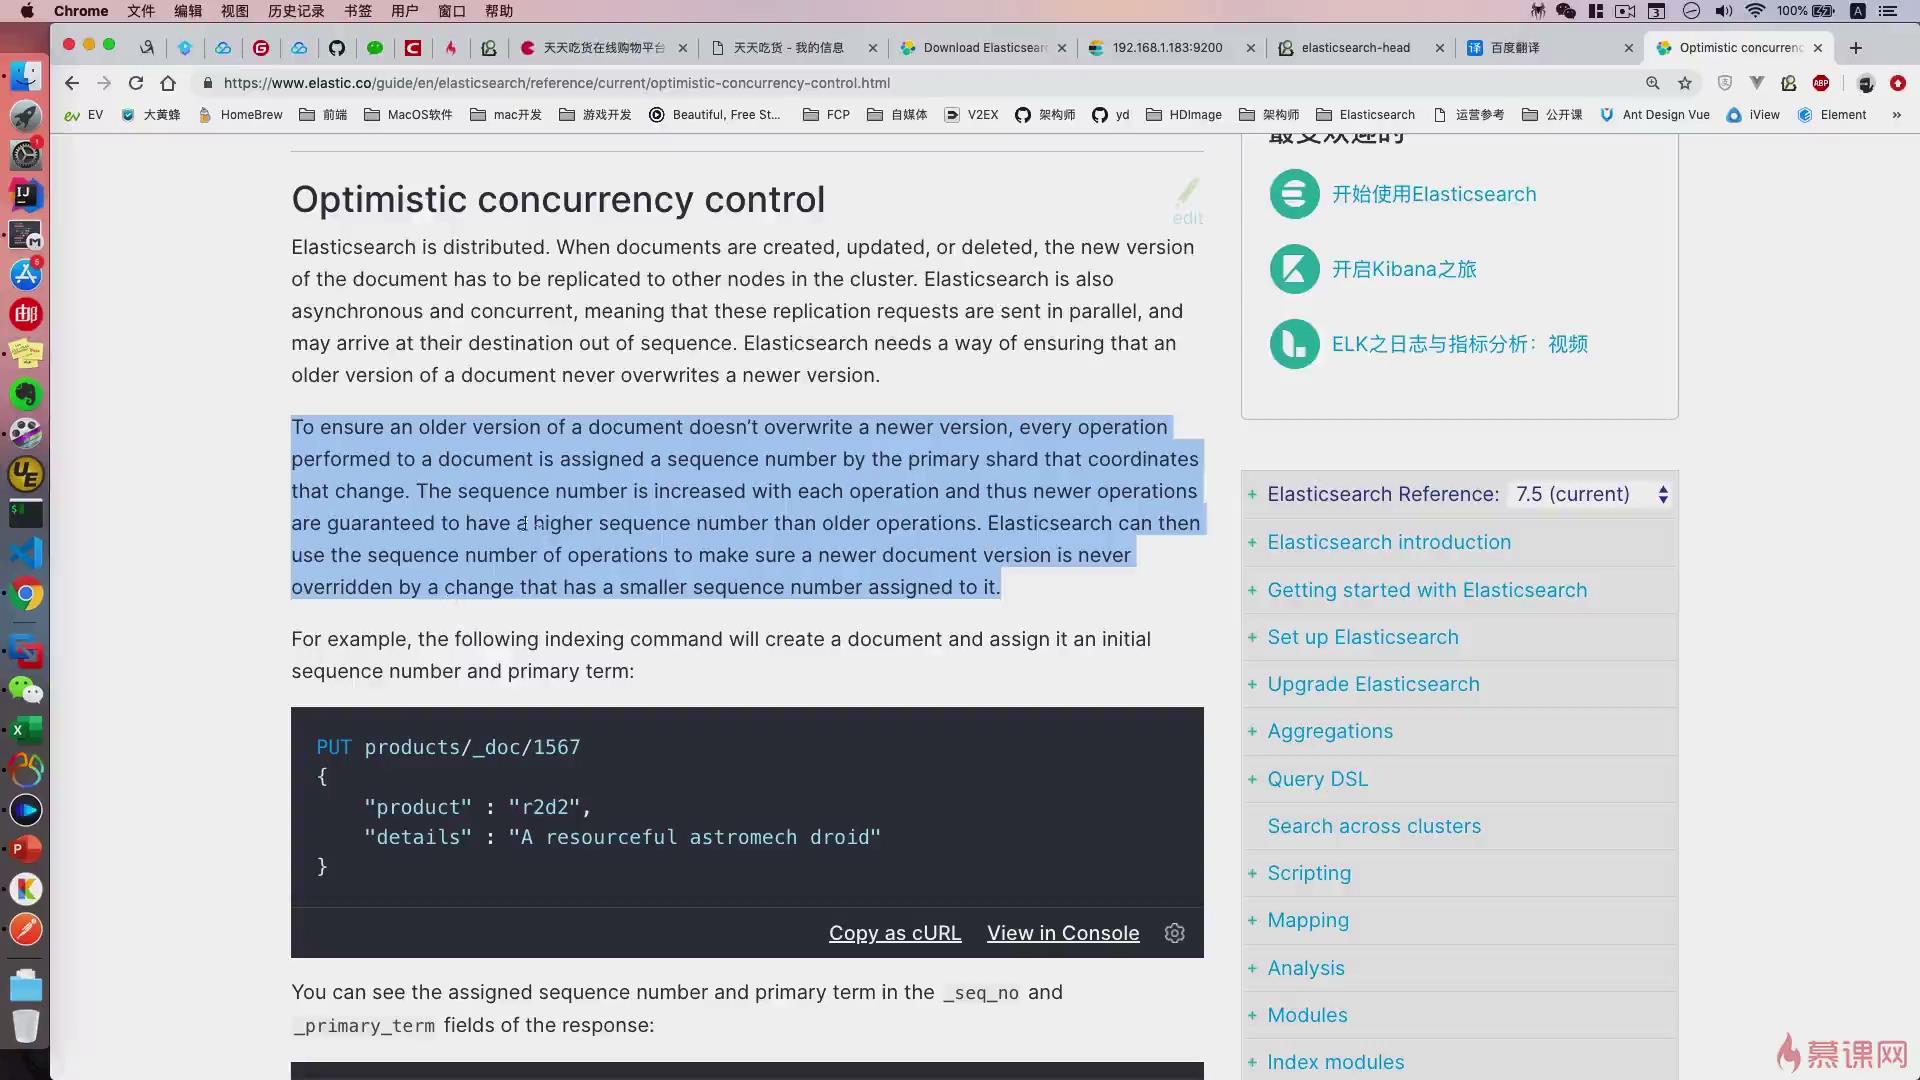 Chrome 文件 编辑 视图 历史记录 书签 用户 窗口 帮助 3 100% A
天天吃货在线购物平台 天天吃货 - 我的信息 Download Elasticsear 192.168.1.183:9200 elasticsearch-head 百度翻译 Optimistic concurrenc
https://www.elastic.co/guide/en/elasticsearch/reference/current/optimistic-concurrency-control.html ABP
EV 大黄蜂 HomeBrew 前端 MacOS软件 mac开发 游戏开发 Beautiful, Free St... FCP 自媒体 V2EX 架构师 yd HDImage 架构师 Elasticsearch 运营参考 公开课 Ant Design Vue iView Element »
最受欢迎的
Optimistic concurrency control
edit
Elasticsearch is distributed. When documents are created, updated, or deleted, the new version
of the document has to be replicated to other nodes in the cluster. Elasticsearch is also
asynchronous and concurrent, meaning that these replication requests are sent in parallel, and
may arrive at their destination out of sequence. Elasticsearch needs a way of ensuring that an
older version of a document never overwrites a newer version.
To ensure an older version of a document doesn’t overwrite a newer version, every operation
performed to a document is assigned a sequence number by the primary shard that coordinates
that change. The sequence number is increased with each operation and thus newer operations
are guaranteed to have a higher sequence number than older operations. Elasticsearch can then
use the sequence number of operations to make sure a newer document version is never
overridden by a change that has a smaller sequence number assigned to it.
For example, the following indexing command will create a document and assign it an initial
sequence number and primary term:
PUT products/_doc/1567
{
"product" : "r2d2",
"details" : "A resourceful astromech droid"
}
Copy as cURL View in Console
You can see the assigned sequence number and primary term in the _seq_no and
_primary_term fields of the response:
开始使用Elasticsearch
开启Kibana之旅
ELK之日志与指标分析：视频
+ Elasticsearch Reference: 7.5 (current)
+ Elasticsearch introduction
+ Getting started with Elasticsearch
+ Set up Elasticsearch
+ Upgrade Elasticsearch
+ Aggregations
+ Query DSL
Search across clusters
+ Scripting
+ Mapping
+ Analysis
+ Modules
+ Index modules
慕课网